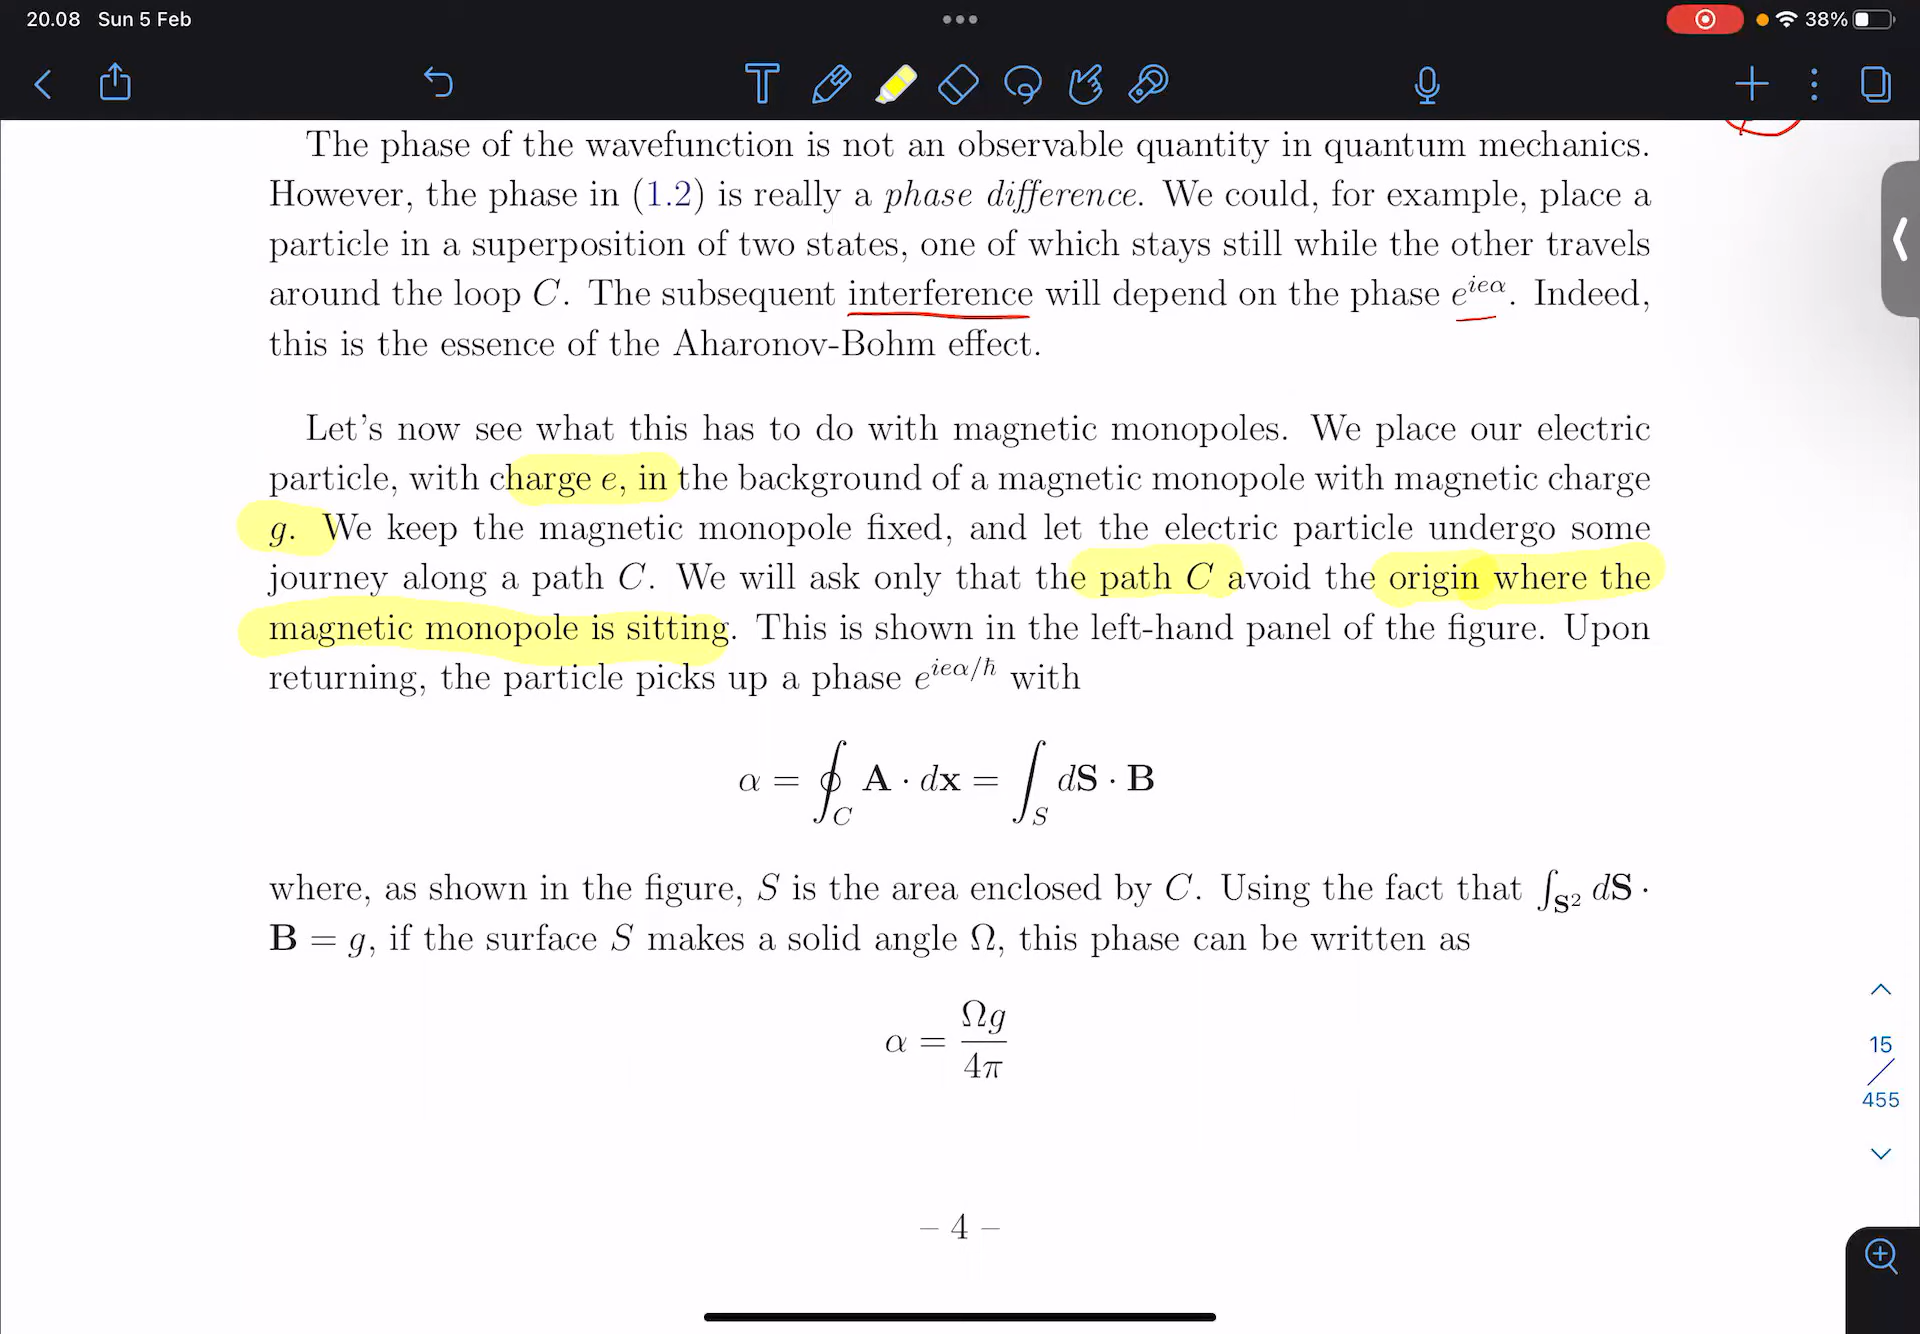 20.08 Sun 5 Feb
38%
The phase of the wavefunction is not an observable quantity in quantum mechanics.
However, the phase in (1.2) is really a phase difference. We could, for example, place a
particle in a superposition of two states, one of which stays still while the other travels
around the loop C. The subsequent interference will depend on the phase e^{ieα}. Indeed,
this is the essence of the Aharonov-Bohm effect.
Let's now see what this has to do with magnetic monopoles. We place our electric
particle, with charge e, in the background of a magnetic monopole with magnetic charge
g. We keep the magnetic monopole fixed, and let the electric particle undergo some
journey along a path C. We will ask only that the path C avoid the origin where the
magnetic monopole is sitting. This is shown in the left-hand panel of the figure. Upon
returning, the particle picks up a phase e^{ieα/ħ} with
α = ∮_C A · dx = ∫_S dS · B
where, as shown in the figure, S is the area enclosed by C. Using the fact that ∫_{S²} dS ·
B = g, if the surface S makes a solid angle Ω, this phase can be written as
α = Ωg / 4π
15
/
455
– 4 –